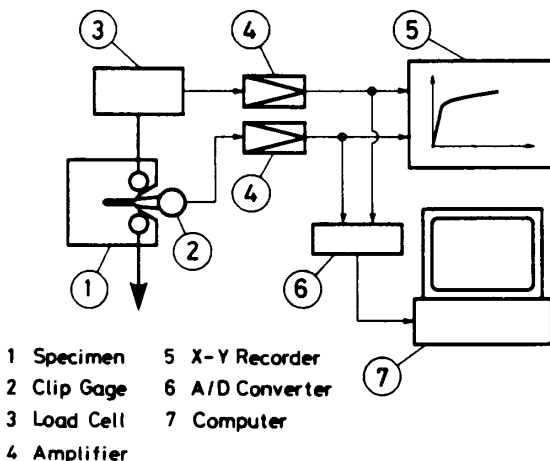 3
4
5
4
2
1
6
7
1 Specimen
2 Clip Gage
3 Load Cell
4 Amplifier
5 X-Y Recorder
6 A/D Converter
7 Computer